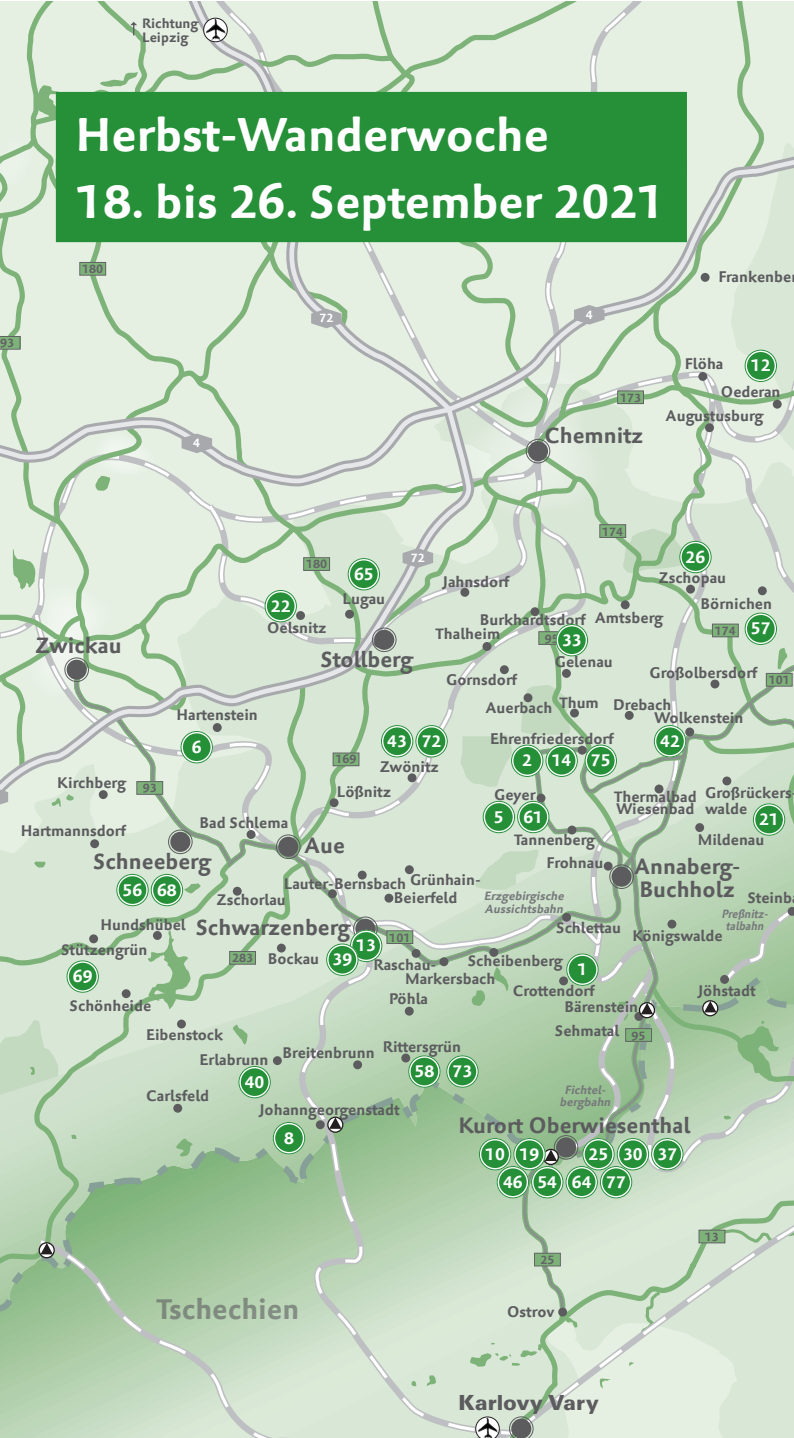 ↑ Richtung
Leipzig
Herbst-Wanderwoche
18. bis 26. September 2021
180
93
72
4
Frankenber
Flöha
12
Oederan
173
Augustusburg
Chemnitz
4
174
72
180
65
26
Zschopau
Jahnsdorf
22
Lugau
Börnichen
Oelsnitz
Burkhardtsdorf
Amtsberg
57
174
Zwickau
Stollberg
Thalheim
95
33
Gelenau
Gornsdorf
Großolbersdorf
101
Hartenstein
Auerbach
Thum
Drebach
Wolkenstein
6
43
72
Ehrenfriedersdorf
42
169
Zwönitz
2
14
75
Kirchberg
93
Lößnitz
Geyer
Thermalbad
Wiesenbad
Großrückers-
walde
5
61
21
Hartmannsdorf
Bad Schlema
Aue
Tannenberg
Mildenau
Schneeberg
Frohnau
Annaberg-
Buchholz
56
68
Lauter-Bernsbach
Grünhain-
Beierfeld
Zschorlau
Erzgebirgische
Aussichtsbahn
Steinba
Preßnitz-
talbahn
Hundshübel
Schwarzenberg
Schlettau
Königswalde
Stützengrün
13
101
283
Bockau
39
Raschau-
Markersbach
Scheibenberg
1
69
Crottendorf
Jöhstadt
Schönheide
Pöhla
Bärenstein
Eibenstock
Sehmatal
95
Erlabrunn
Breitenbrunn
Rittersgrün
40
58
73
Carlsfeld
Fichtel-
bergbahn
Johanngeorgenstadt
Kurort Oberwiesenthal
8
10
19
25
30
37
46
54
64
77
13
25
Tschechien
Ostrov
Karlovy Vary